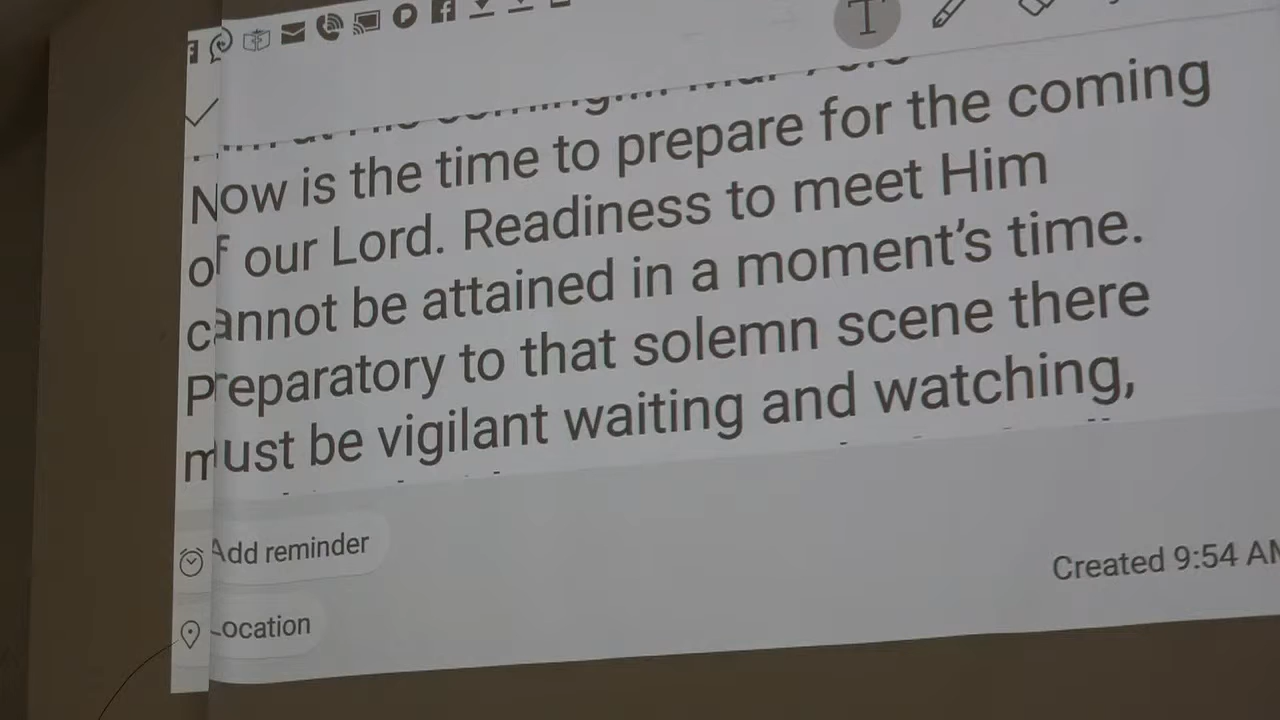 Now is the time to prepare for the coming
of our Lord. Readiness to meet Him
cannot be attained in a moment's time.
Preparatory to that solemn scene there
must be vigilant waiting and watching,
Add reminder
Created 9:54 AM
Location